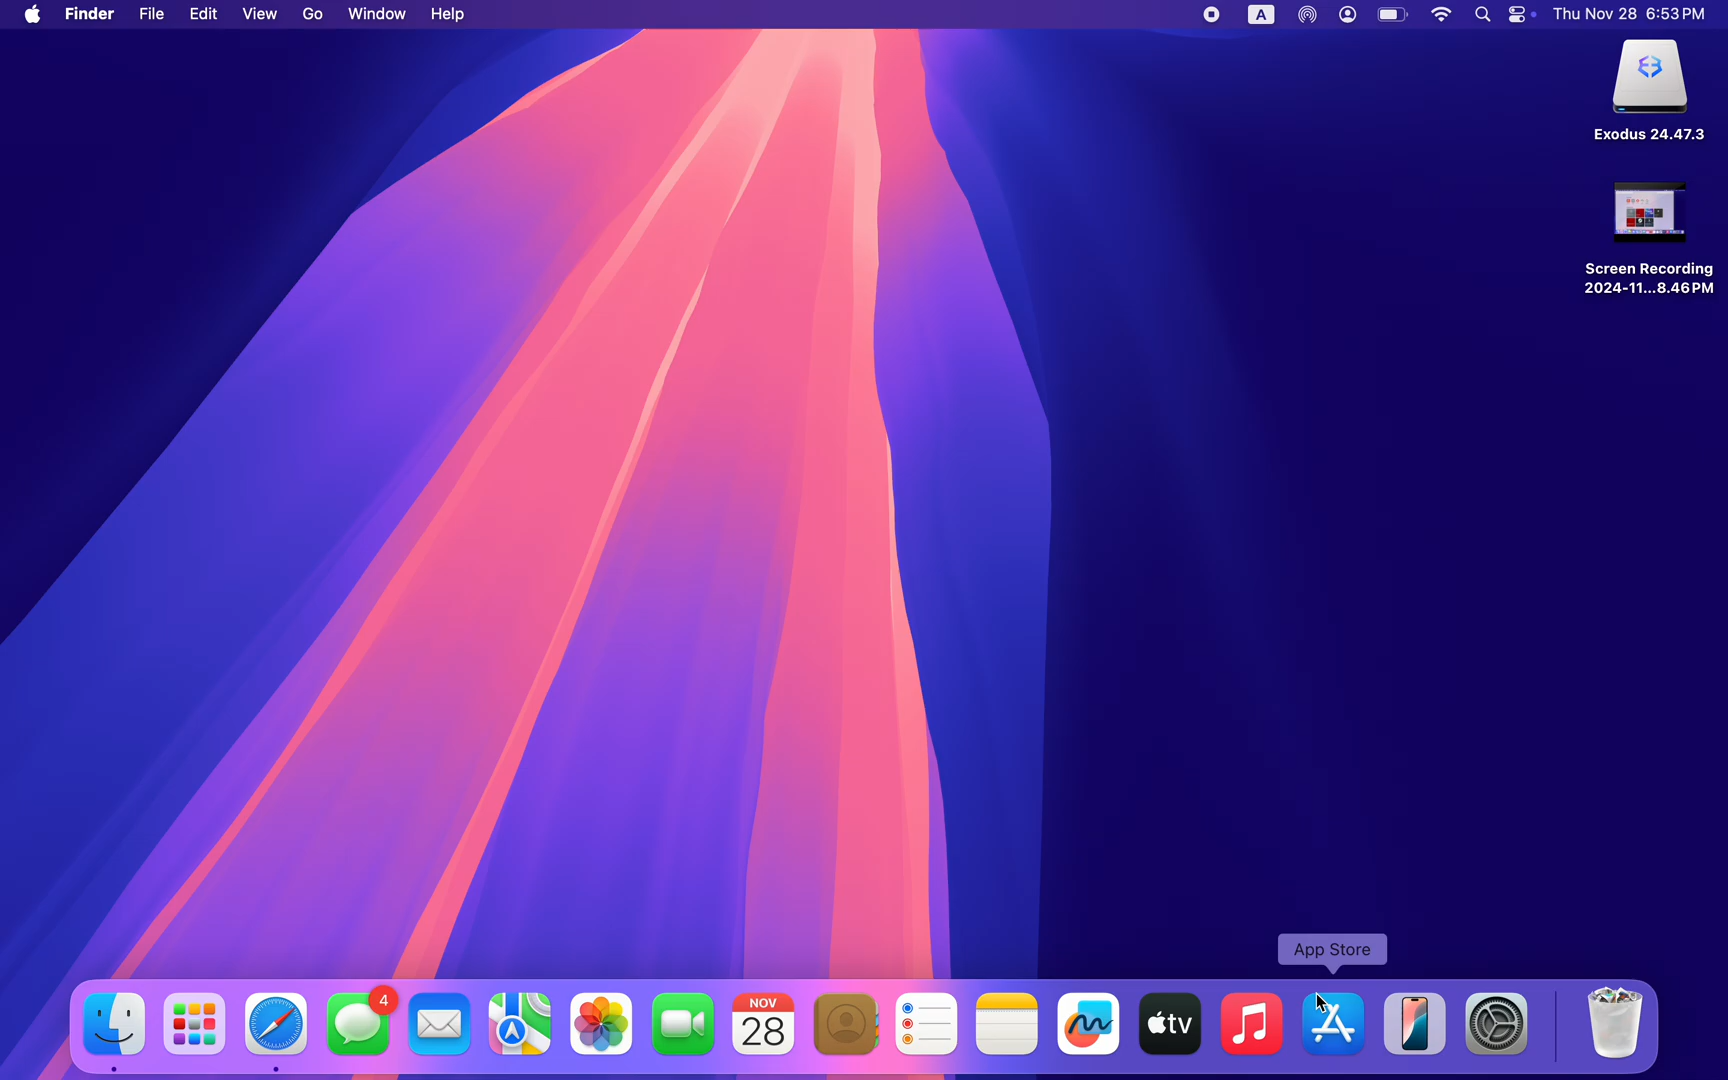 Finder File Edit View Go Window Help A Thu Nov 28 6:53 PM
Exodus 24.47.3
Screen Recording
2024-11...8.46 PM
App Store
4
NOV
28
tv